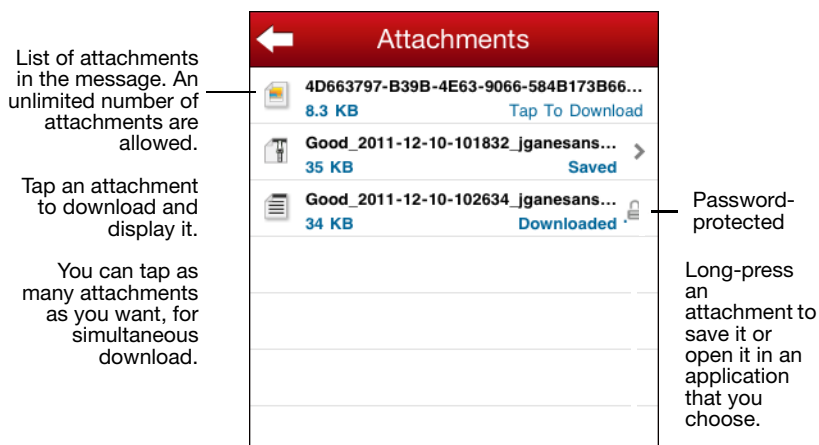 List of attachments
in the message. An
unlimited number of
attachments are
allowed.
Tap an attachment
to download and
display it.
You can tap as
many attachments
as you want, for
simultaneous
download.
Attachments
4D663797-B39B-4E63-9066-584B173B66...
8.3 KB Tap To Download
Good_2011-12-10-101832_jganesans...
35 KB Saved
Good_2011-12-10-102634_jganesans...
34 KB Downloaded
Password-
protected
Long-press
an
attachment to
save it or
open it in an
application
that you
choose.